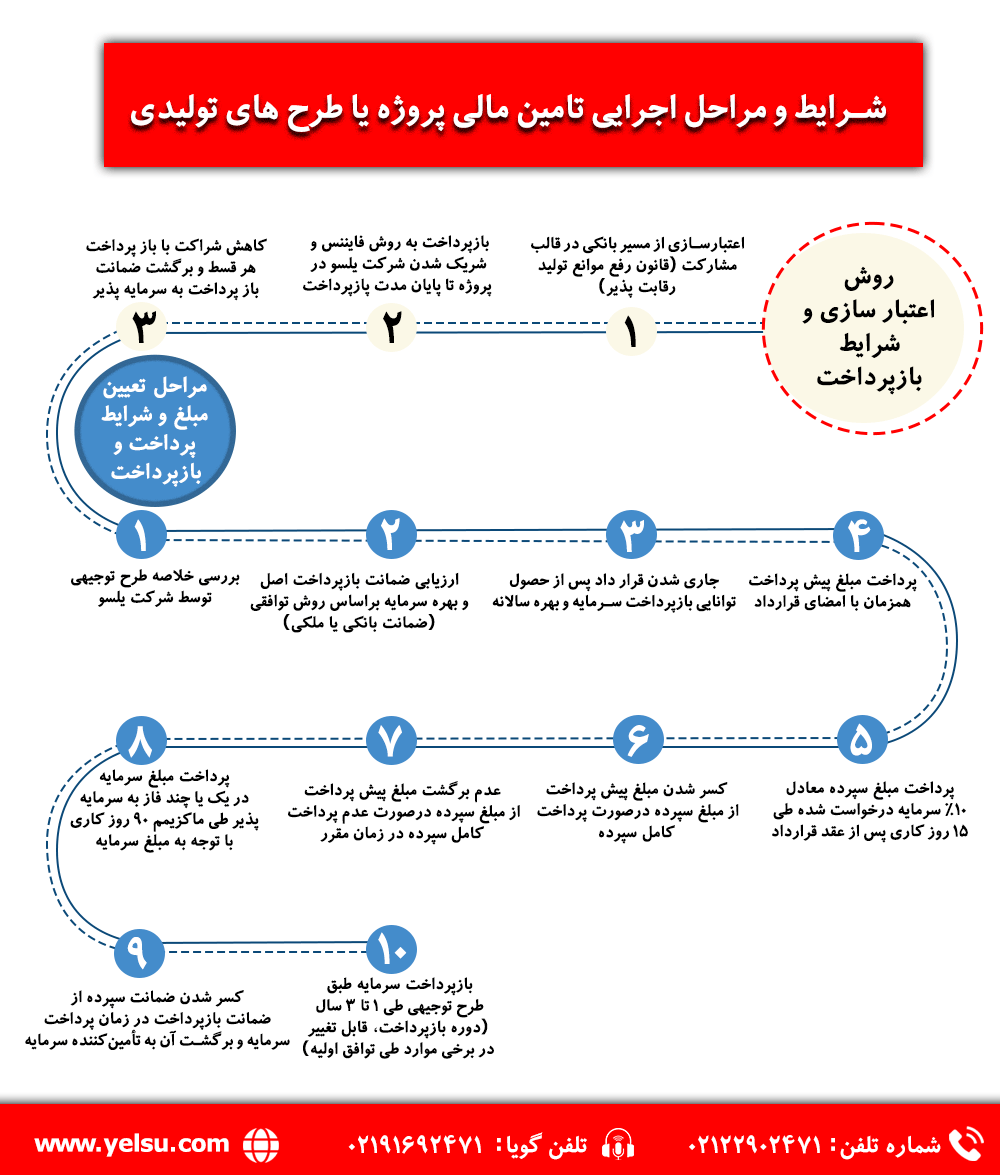 شـرایط و مراحل اجرایی تامین مالی پروژه یا طرح های تولیدی
روش
اعتبار سازی و
شرایط
بازپرداخت
۱
اعتبارسـازی از مسیر بانکی در قالب
مشارکت (قانون رفع موانع تولید
رقابت پذیر)
۲
بازپرداخت به روش فایننس و
شریک شدن شرکت یلسو در
پروژه تا پایان مدت پازپرداخت
۳
کاهش شراکت با باز پرداخت
هر قسط و برگشت ضمانت
باز پرداخت به سرمایه پذیر
مراحل تعیین
مبلغ و شرایط
پرداخت و
بازپرداخت
۱
بررسی خلاصه طرح توجیهی
توسط شرکت یلسو
۲
ارزیابی ضمانت بازپرداخت اصل
و بهره سرمایه براساس روش توافقی
(ضمانت بانکی یا ملکی)
۳
جاری شدن قرار داد پس از حصول
توانایی بازپرداخت سـرمایه و بهره سالانه
۴
پرداخت مبلغ پیش پرداخت
همزمان با امضای قرارداد
۵
پرداخت مبلغ سپرده معادل
۱۰٪ سرمایه درخواست شده طی
۱۵ روز کاری پس از عقد قرارداد
۶
کسر شدن مبلغ پیش پرداخت
از مبلغ سپرده درصورت پرداخت
کامل سپرده
۷
عدم برگشت مبلغ پیش پرداخت
از مبلغ سپرده درصورت عدم پرداخت
کامل سپرده در زمان مقرر
۸
پرداخت مبلغ سرمایه
در یک یا چند فاز به سرمایه
پذیر طی ماکزیمم ۹۰ روز کاری
با توجه به مبلغ سرمایه
۹
کسر شدن ضمانت سپرده از
ضمانت بازپرداخت در زمان پرداخت
سرمایه و برگشـت آن به تأمین‌کننده سرمایه
۱۰
بازپرداخت سرمایه طبق
طرح توجیهی طی ۱ تا ۳ سال
(دوره بازپرداخت، قابل تغییر
در برخی موارد طی توافق اولیه)
شماره تلفن: ۰۲۱۲۲۹۰۲۴۷۱
تلفن گویا: ۰۲۱۹۱۶۹۲۴۷۱
www.yelsu.com